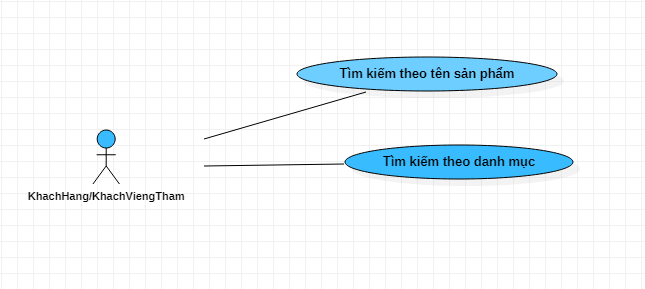 Tìm kiếm theo tên sản phẩm
Tìm kiếm theo danh mục
KhachHang/KhachViengTham